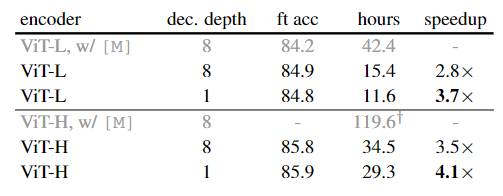 encoder dec. depth ft acc hours speedup
ViT-L, w/ [M] 8 84.2 42.4 -
ViT-L 8 84.9 15.4 2.8×
ViT-L 1 84.8 11.6 3.7×
ViT-H, w/ [M] 8 - 119.6† -
ViT-H 8 85.8 34.5 3.5×
ViT-H 1 85.9 29.3 4.1×